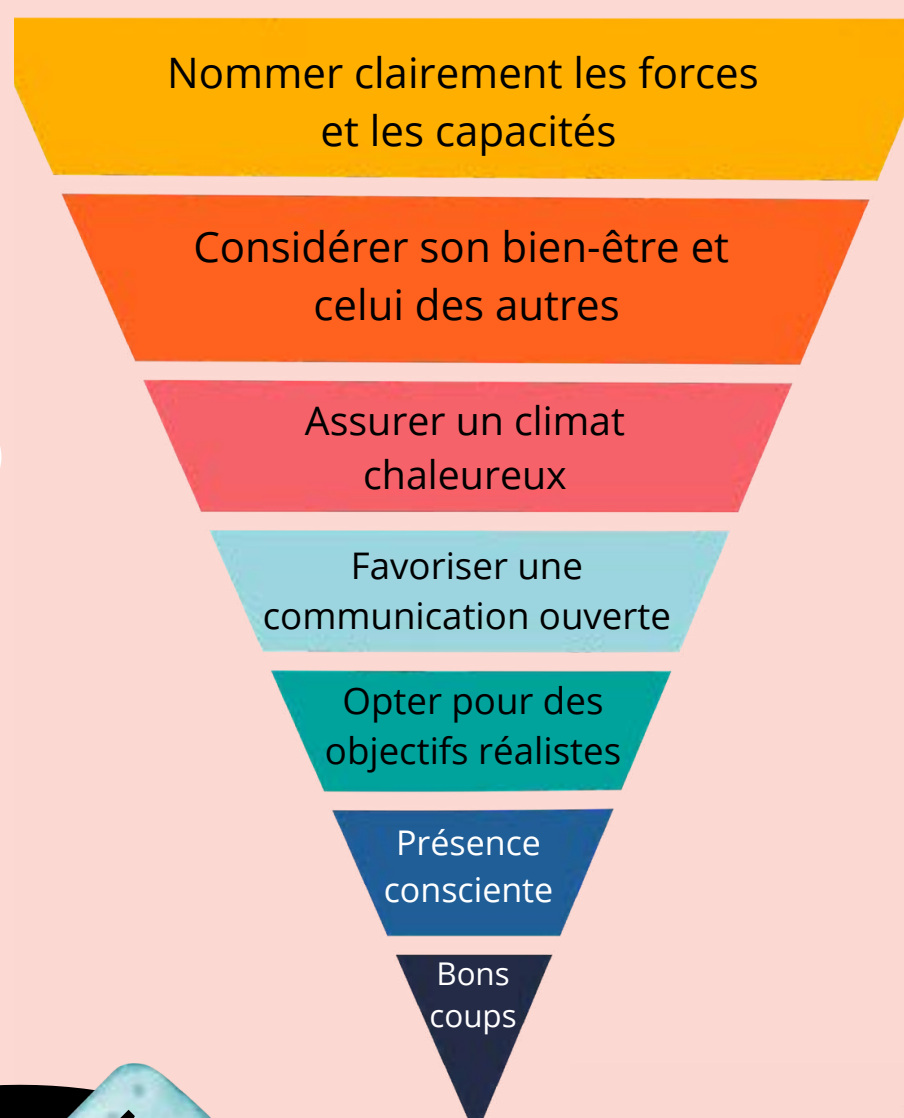 Nommer clairement les forces
et les capacités
Considérer son bien-être et
celui des autres
Assurer un climat
chaleureux
Favoriser une
communication ouverte
Opter pour des
objectifs réalistes
Présence
consciente
Bons
coups